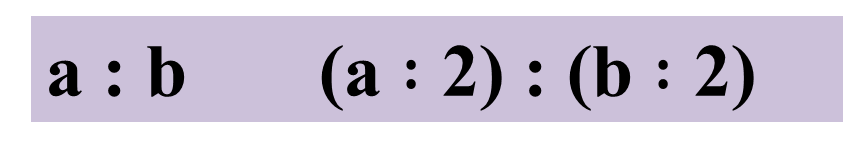 a : b (a : 2) : (b : 2)